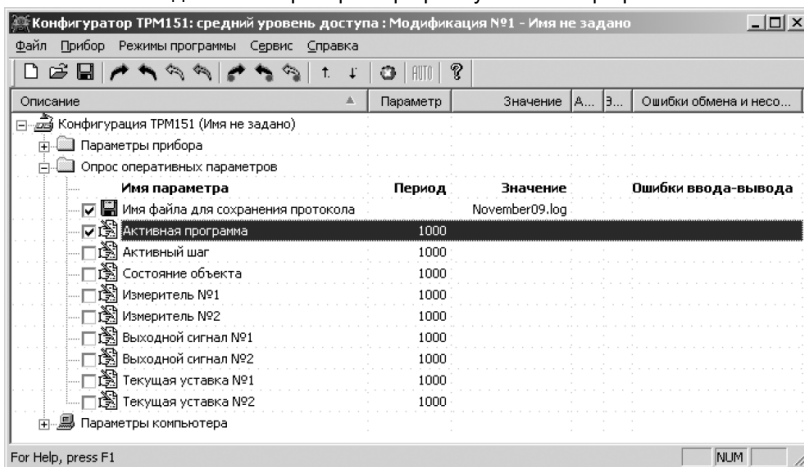 Конфигуратор ТРМ151: средний уровень доступа : Модификация №1 - Имя не задано
Файл Прибор Режимы программы Сервис Справка
AUTO
Описание Параметр Значение А... З... Ошибки обмена и несо...
Конфигурация ТРМ151 (Имя не задано)
Параметры прибора
Опрос оперативных параметров
Имя параметра Период Значение Ошибки ввода-вывода
Имя файла для сохранения протокола November09.log
Активная программа 1000
Активный шаг 1000
Состояние объекта 1000
Измеритель №1 1000
Измеритель №2 1000
Выходной сигнал №1 1000
Выходной сигнал №2 1000
Текущая уставка №1 1000
Текущая уставка №2 1000
Параметры компьютера
For Help, press F1 NUM